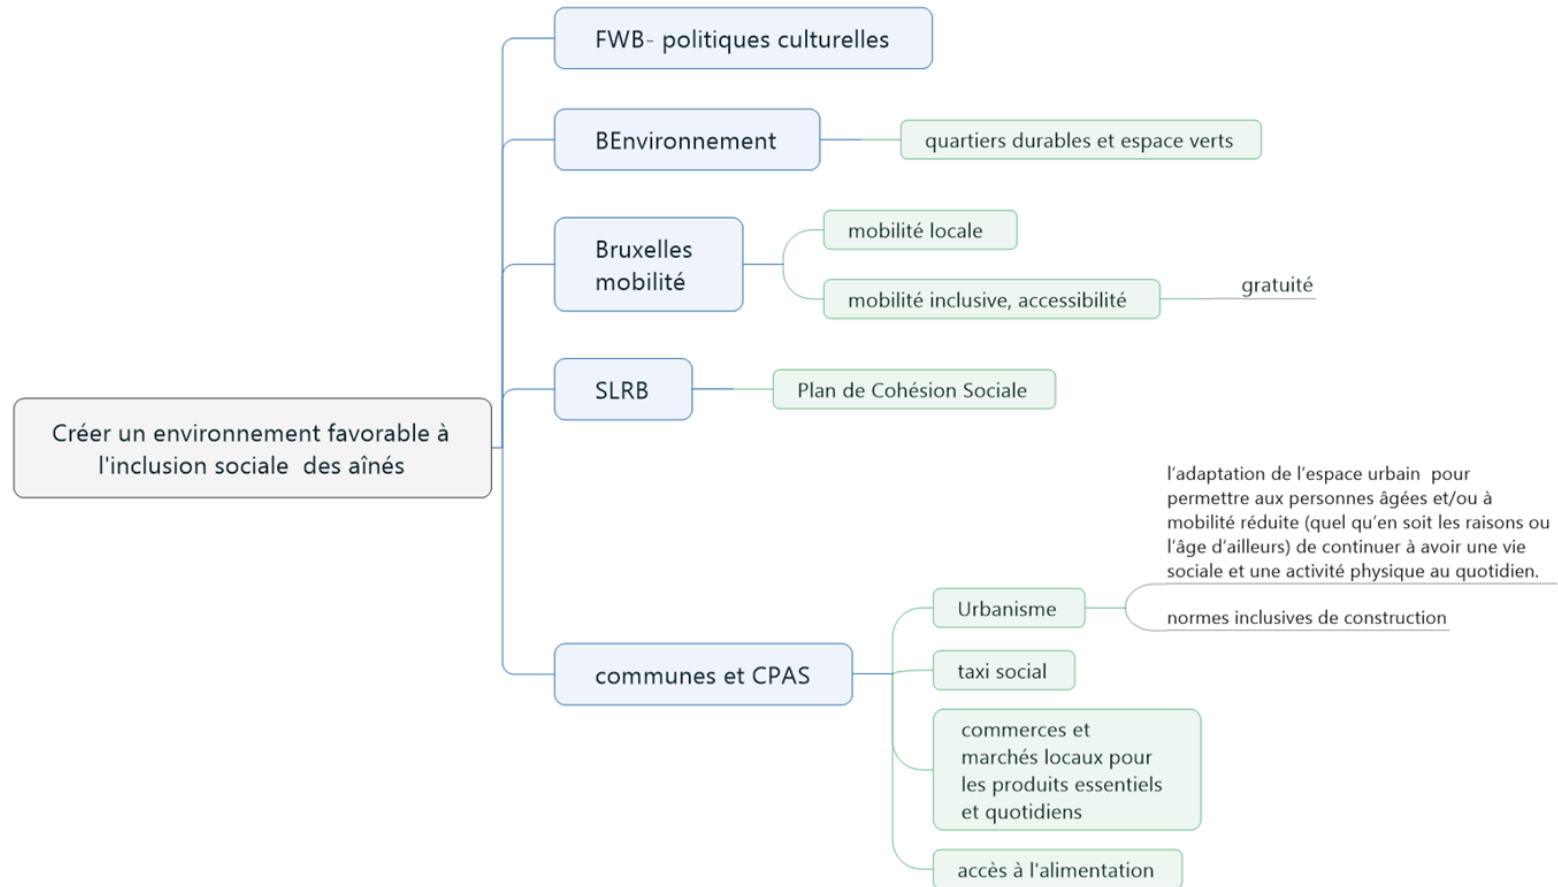 FWB- politiques culturelles
BEnvironnement
quartiers durables et espace verts
Bruxelles
mobilité
mobilité locale
mobilité inclusive, accessibilité
gratuité
SLRB
Plan de Cohésion Sociale
Créer un environnement favorable à
l'inclusion sociale  des aînés
l’adaptation de l’espace urbain  pour
permettre aux personnes âgées et/ou à
mobilité réduite (quel qu’en soit les raisons ou
l’âge d’ailleurs) de continuer à avoir une vie
sociale et une activité physique au quotidien.
Urbanisme
normes inclusives de construction
communes et CPAS
taxi social
commerces et
marchés locaux pour
les produits essentiels
et quotidiens
accès à l'alimentation